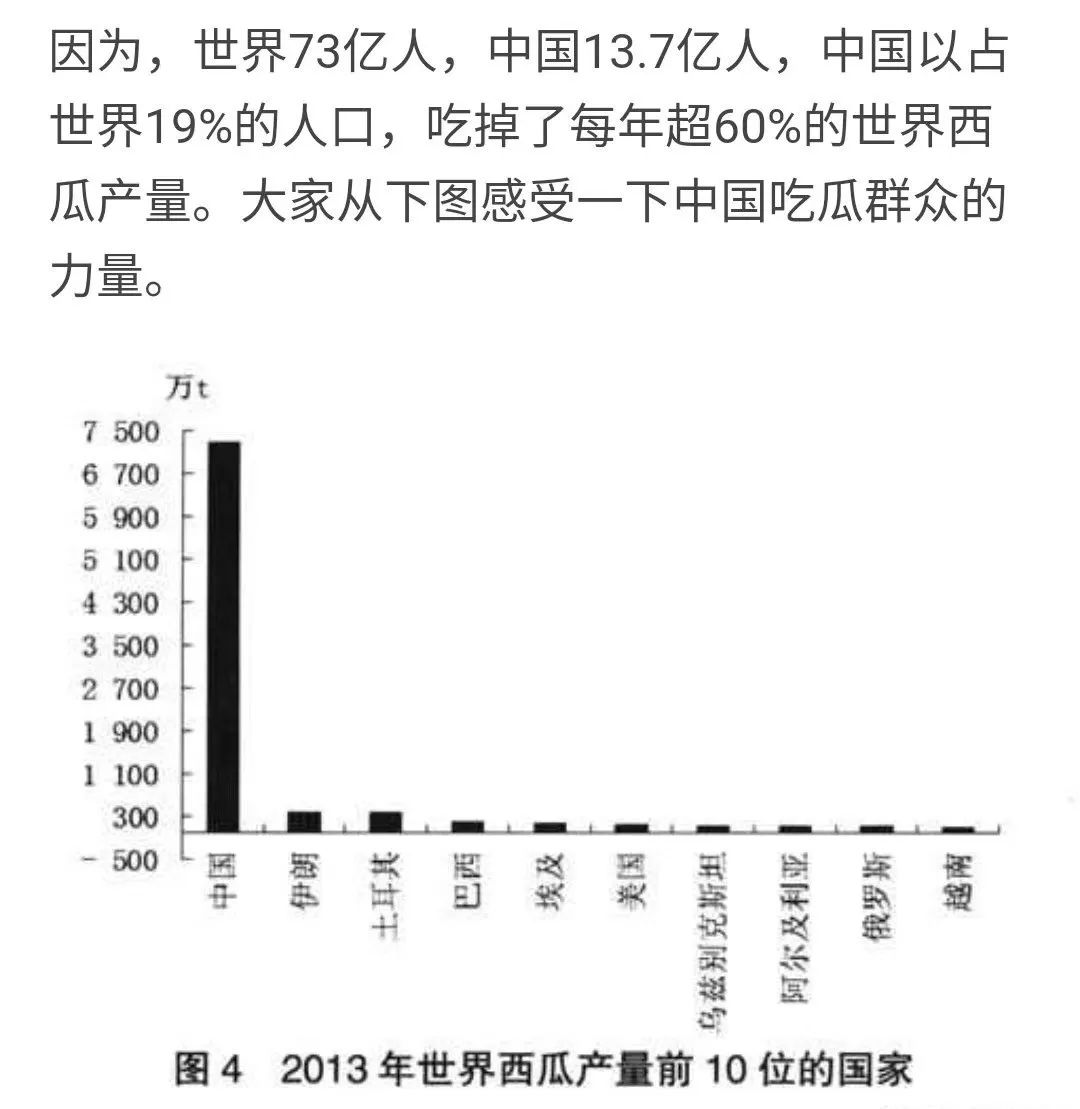 因为，世界73亿人，中国13.7亿人，中国以占
世界19%的人口，吃掉了每年超60%的世界西
瓜产量。大家从下图感受一下中国吃瓜群众的
力量。
万t
7 500
6 700
5 900
5 100
4 300
3 500
2 700
1 900
1 100
300
- 500
中国
伊朗
土耳其
巴西
埃及
美国
乌兹别克斯坦
阿尔及利亚
俄罗斯
越南
图 4 2013 年世界西瓜产量前 10 位的国家